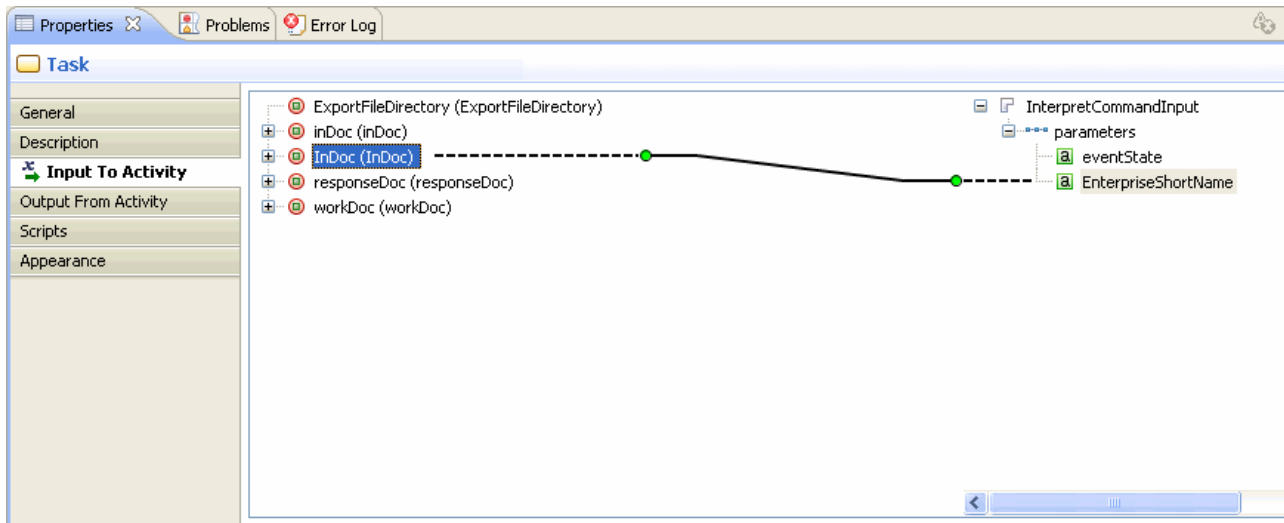 Properties Problems Error Log
Task
General
Description
Input To Activity
Output From Activity
Scripts
Appearance
ExportFileDirectory (ExportFileDirectory)
inDoc (inDoc)
InDoc (InDoc)
responseDoc (responseDoc)
workDoc (workDoc)
InterpretCommandInput
parameters
a eventState
a EnterpriseShortName